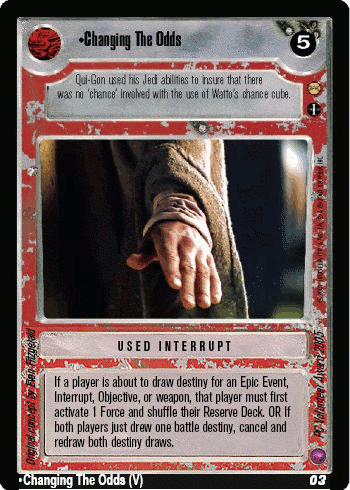 •Changing The Odds
5
Qui-Gon used his Jedi abilities to insure that there
was no 'chance' involved with the use of Watto's chance cube.
USED INTERRUPT
If a player is about to draw destiny for an Epic Event,
Interrupt, Objective, or weapon, that player must first
activate 1 Force and shuffle their Reserve Deck. OR If
both players just drew one battle destiny, cancel and
redraw both destiny draws.
Original concept by
•Changing The Odds (V)
03